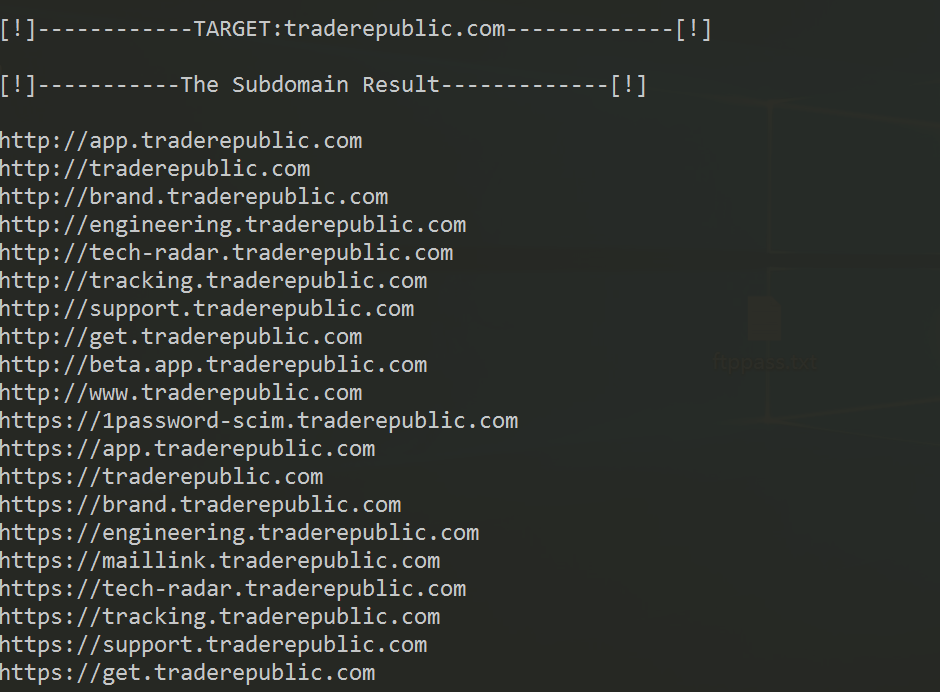 [!]------------TARGET:traderepublic.com-------------[!]
[!]-----------The Subdomain Result-------------[!]
http://app.traderepublic.com
http://traderepublic.com
http://brand.traderepublic.com
http://engineering.traderepublic.com
http://tech-radar.traderepublic.com
http://tracking.traderepublic.com
http://support.traderepublic.com
http://get.traderepublic.com
http://beta.app.traderepublic.com
http://www.traderepublic.com
https://1password-scim.traderepublic.com
https://app.traderepublic.com
https://traderepublic.com
https://brand.traderepublic.com
https://engineering.traderepublic.com
https://maillink.traderepublic.com
https://tech-radar.traderepublic.com
https://tracking.traderepublic.com
https://support.traderepublic.com
https://get.traderepublic.com